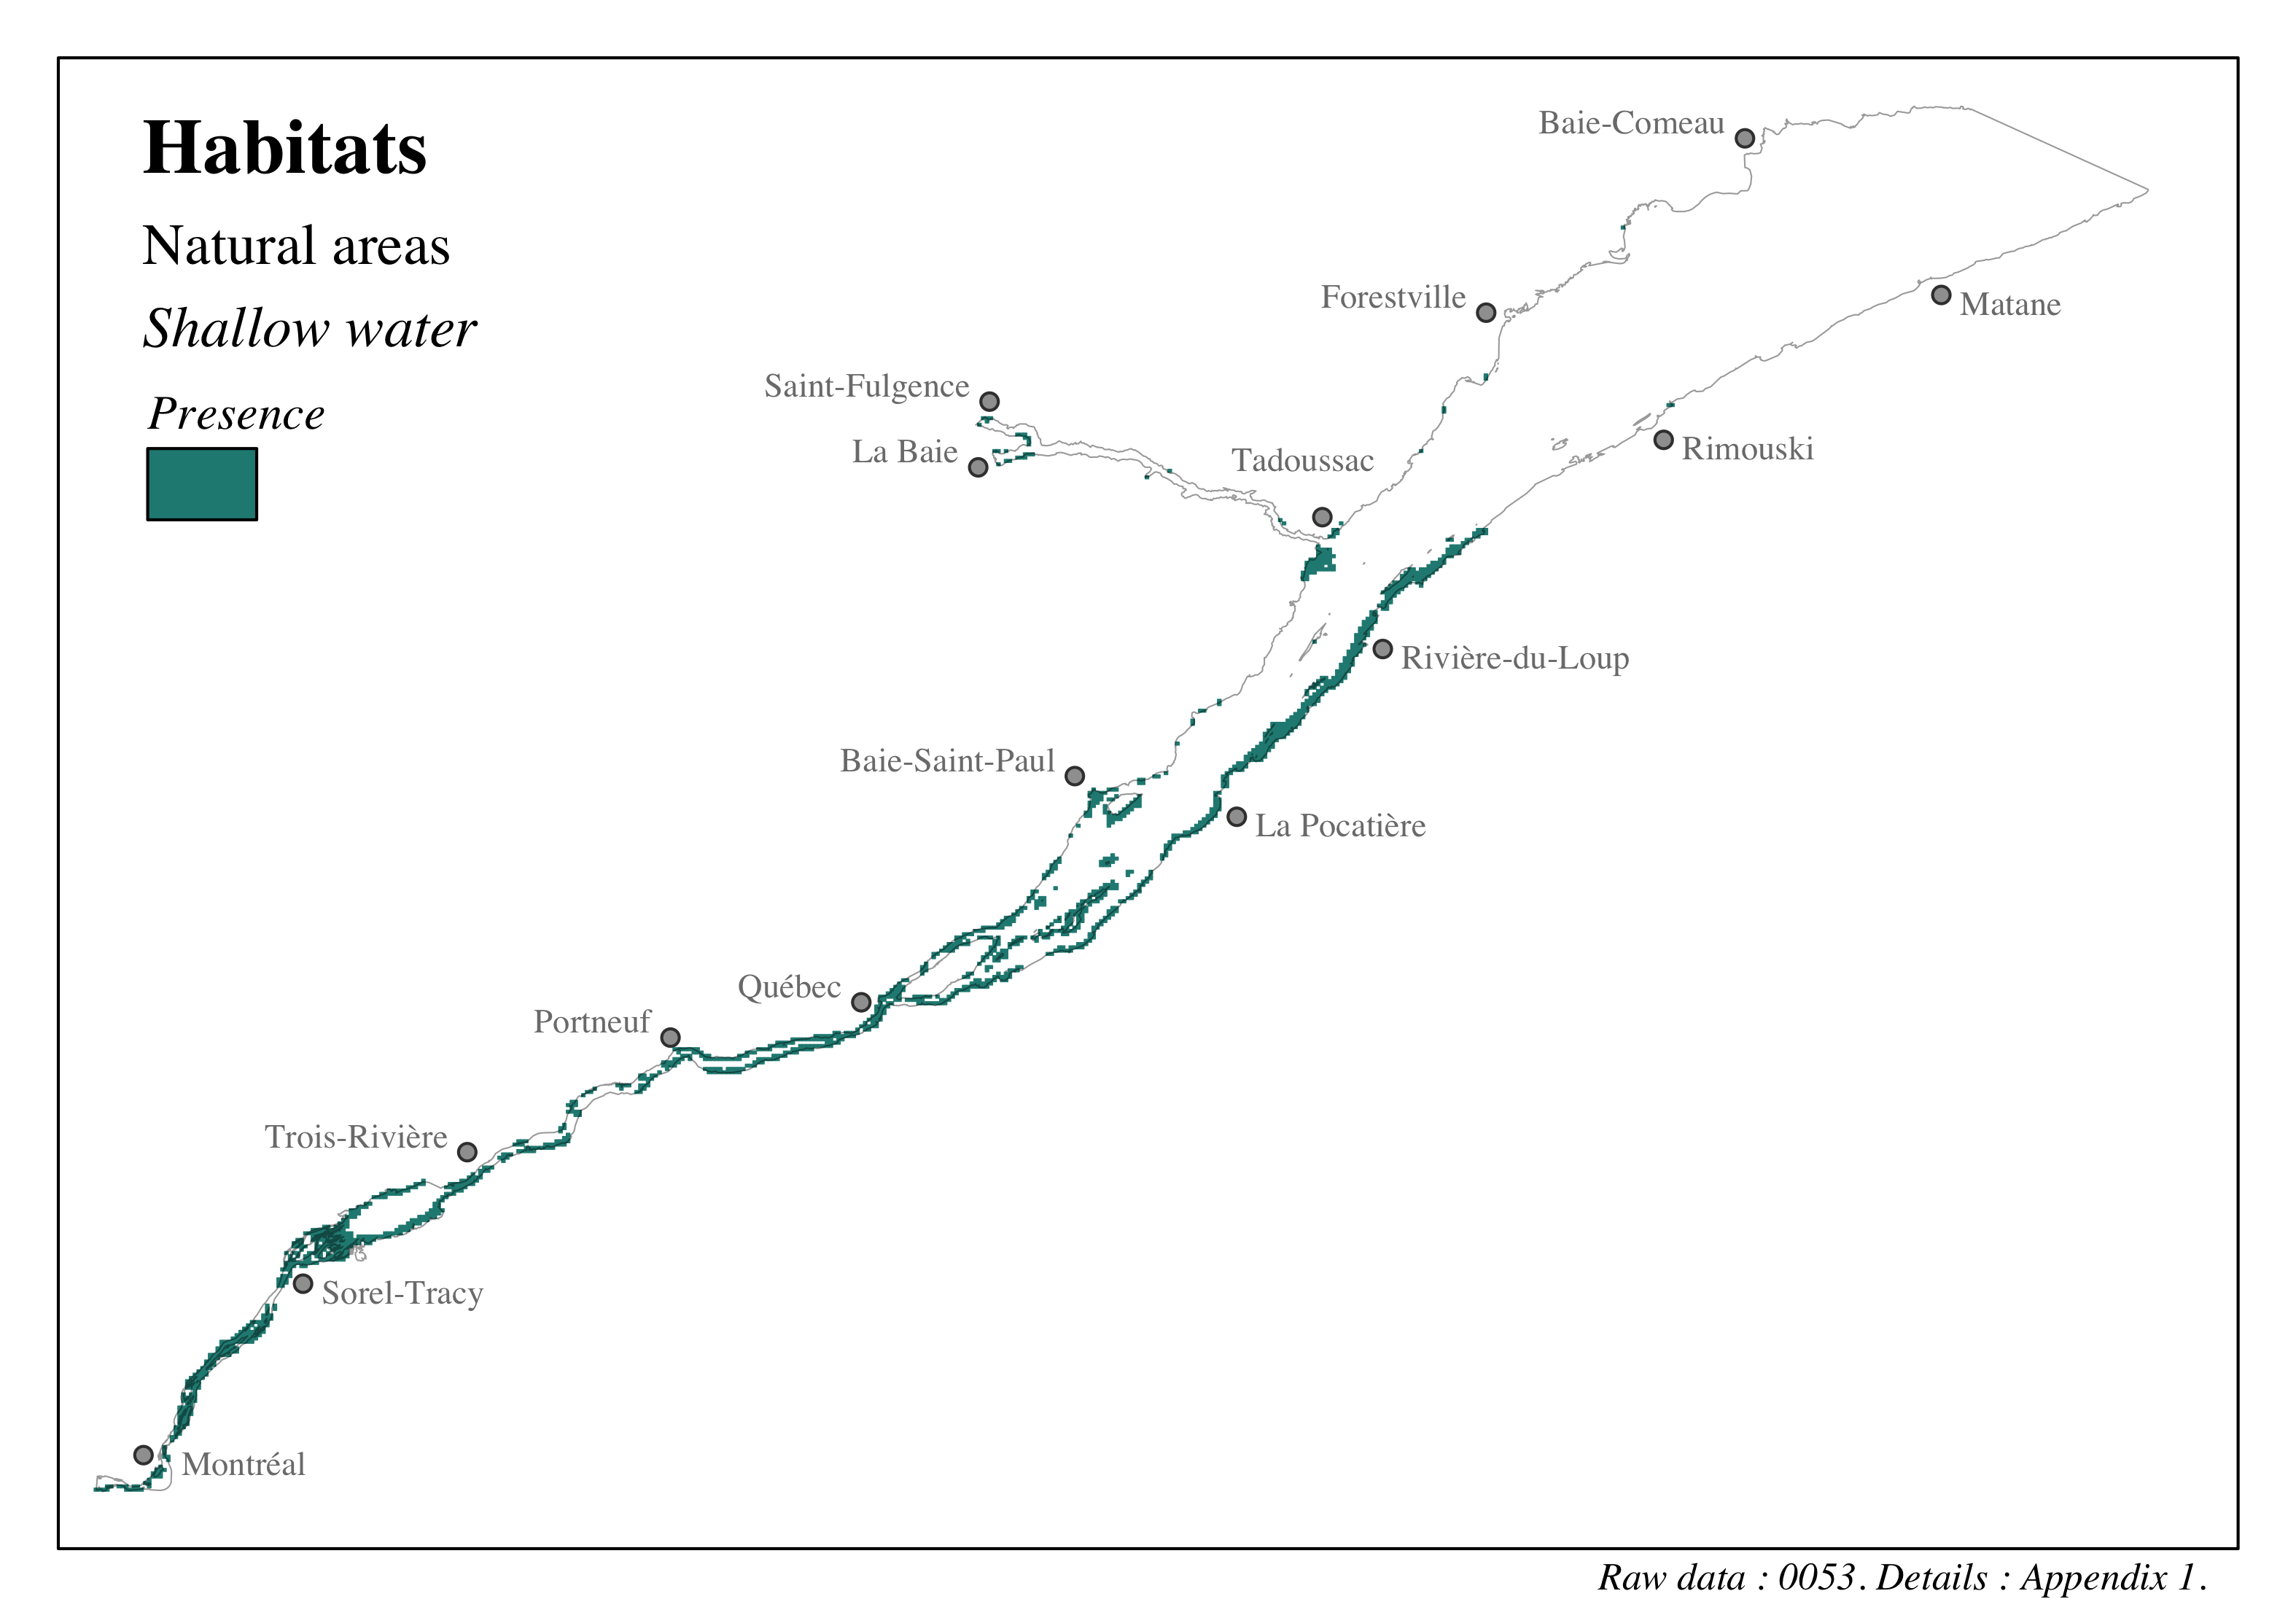 Habitats
Natural areas
Shallow water
Presence
Baie-Comeau
Forestville
Matane
Saint-Fulgence
La Baie
Tadoussac
Rimouski
Rivière-du-Loup
Baie-Saint-Paul
La Pocatière
Québec
Portneuf
Trois-Rivière
Sorel-Tracy
Montréal
Raw data : 0053. Details : Appendix 1.